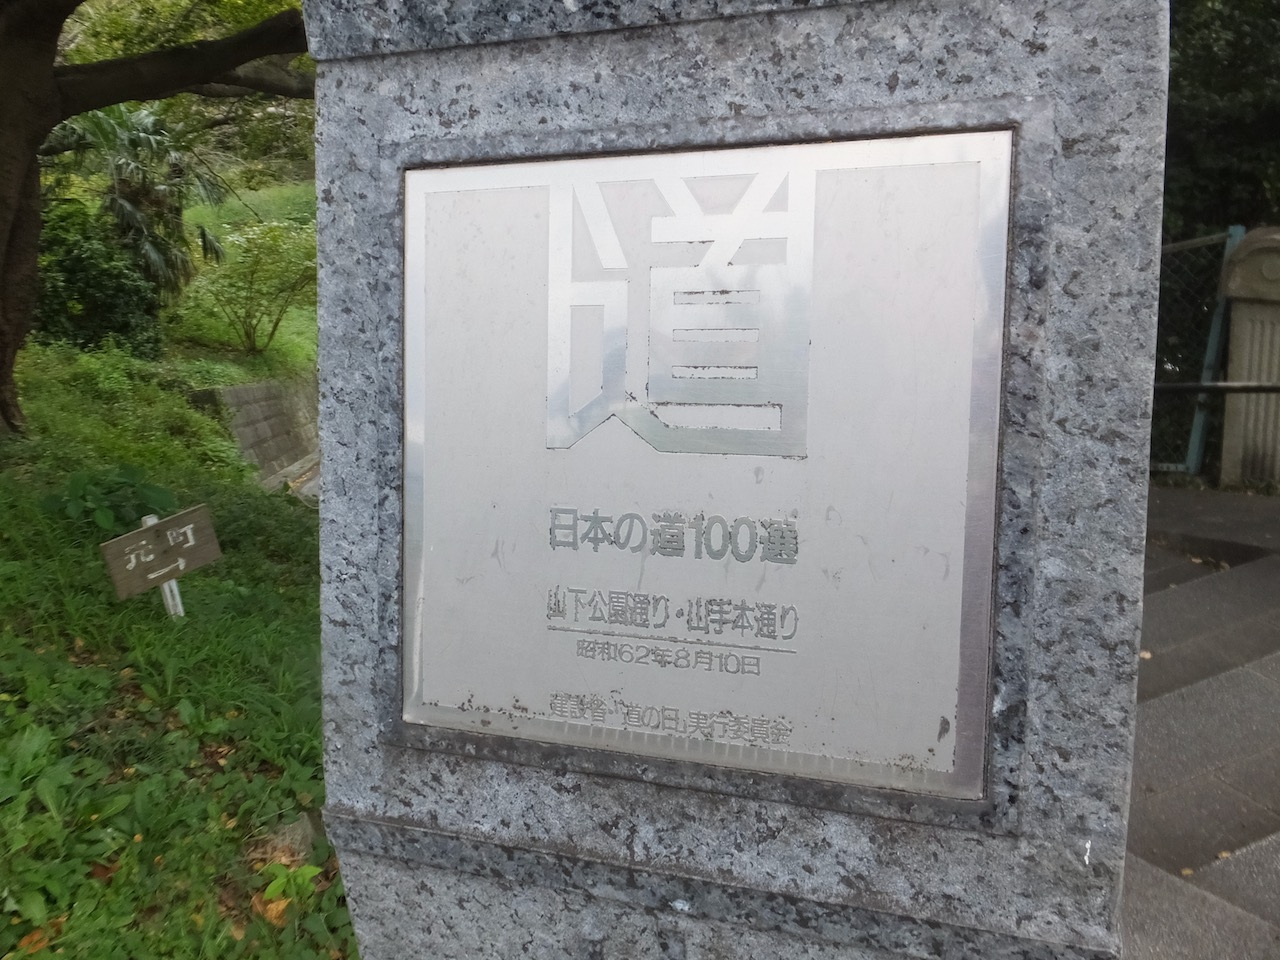 道
日本の道100選
山下公園通り・山手本通り
昭和62年8月10日
建設省・「道の日」実行委員会
元町
→